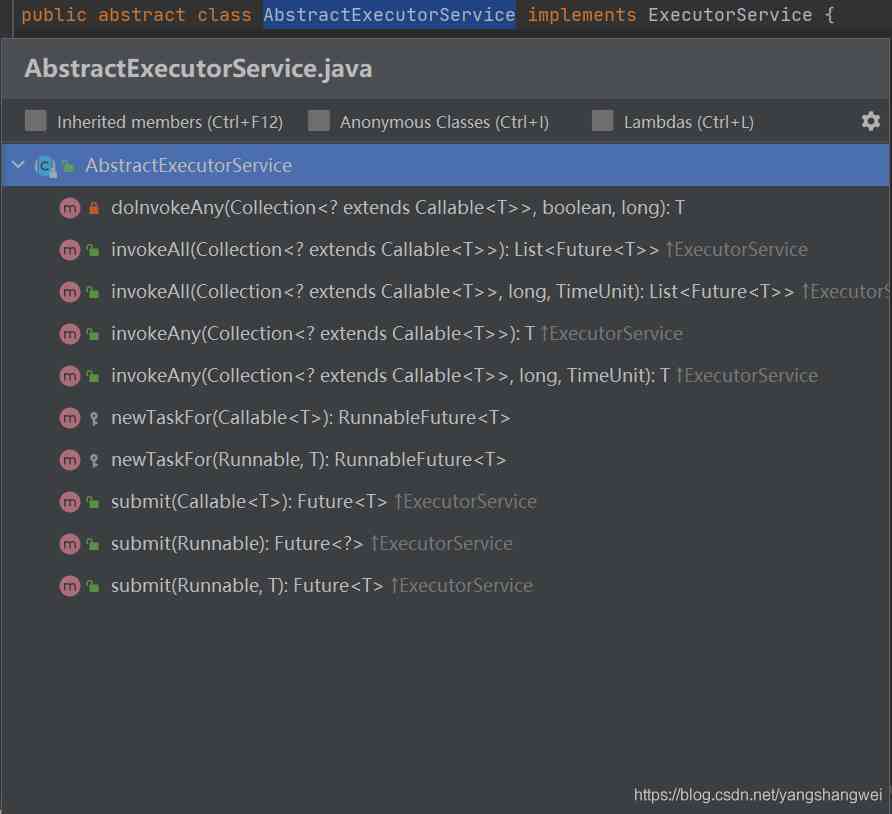 public abstract class AbstractExecutorService implements ExecutorService {
AbstractExecutorService.java
Inherited members (Ctrl+F12) Anonymous Classes (Ctrl+I) Lambdas (Ctrl+L)
C AbstractExecutorService
m doInvokeAny(Collection<? extends Callable<T>>, boolean, long): T
m invokeAll(Collection<? extends Callable<T>>): List<Future<T>> ↑ExecutorService
m invokeAll(Collection<? extends Callable<T>>, long, TimeUnit): List<Future<T>> ↑ExecutorS
m invokeAny(Collection<? extends Callable<T>>): T ↑ExecutorService
m invokeAny(Collection<? extends Callable<T>>, long, TimeUnit): T ↑ExecutorService
m newTaskFor(Callable<T>): RunnableFuture<T>
m newTaskFor(Runnable, T): RunnableFuture<T>
m submit(Callable<T>): Future<T> ↑ExecutorService
m submit(Runnable): Future<?> ↑ExecutorService
m submit(Runnable, T): Future<T> ↑ExecutorService
https://blog.csdn.net/yangshangwei